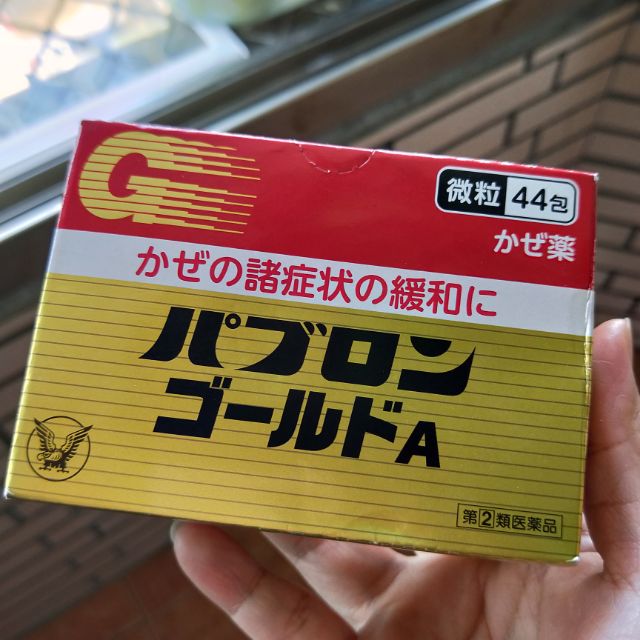 G
微粒 44包
かぜ薬
かぜの諸症状の緩和に
パブロン
ゴールドA
第②類医薬品